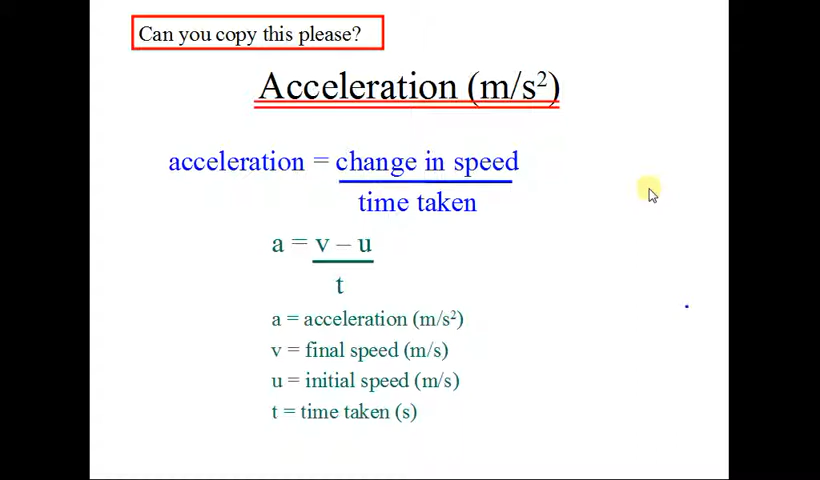 Can you copy this please?
Acceleration (m/s²)
acceleration = change in speed
time taken
a = v – u
t
a = acceleration (m/s²)
v = final speed (m/s)
u = initial speed (m/s)
t = time taken (s)